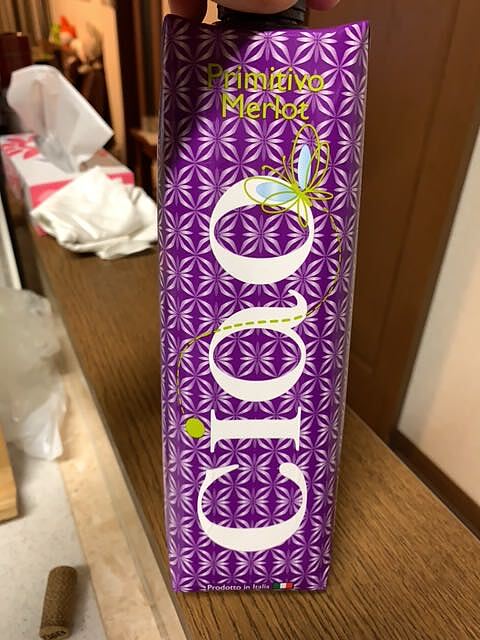 Primitivo
Merlot
ciao
Prodotto in Italia